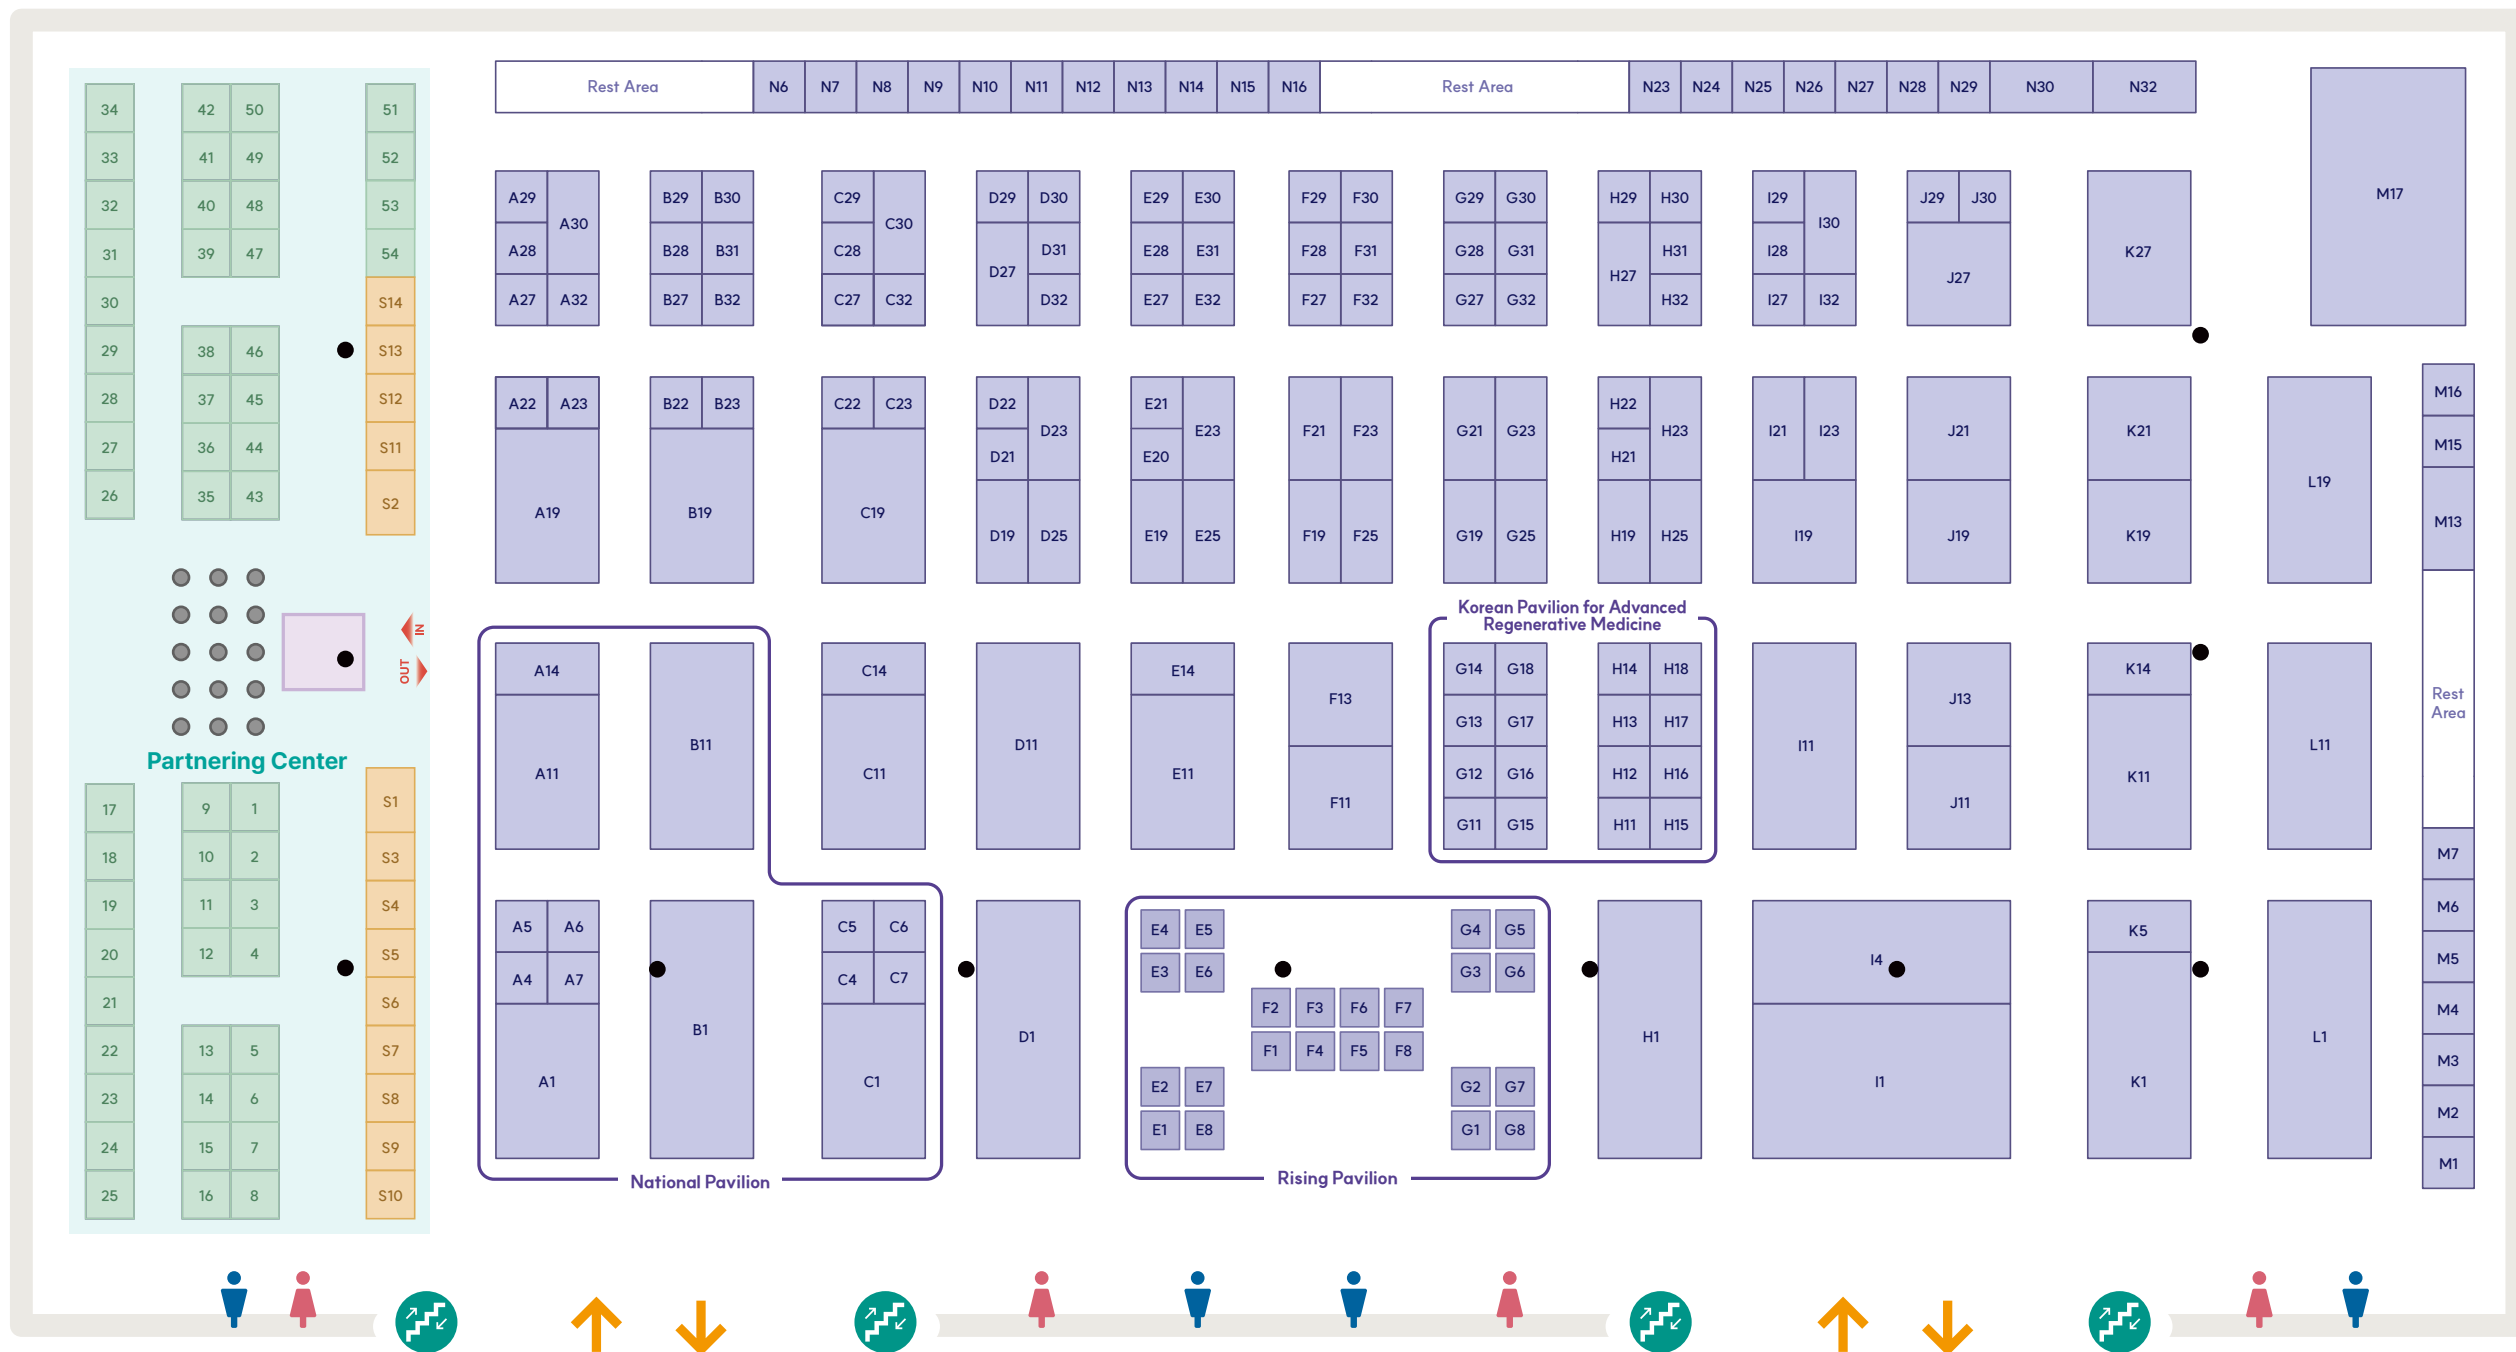 Rest Area
N6
N7
N8
N9
N10
N11
N12
N13
N14
N15
N16
Rest Area
N23
N24
N25
N26
N27
N28
N29
N30
N32
M17
34
42
50
51
33
41
49
52
32
40
48
53
31
39
47
54
30
S14
29
38
46
S13
28
37
45
S12
27
36
44
S11
26
35
43
S2
IN
OUT
Partnering Center
17
9
1
S1
18
10
2
S3
19
11
3
S4
20
12
4
S5
21
S6
22
13
5
S7
23
14
6
S8
24
15
7
S9
25
16
8
S10
A29
A30
A28
A27
A32
B29
B30
B28
B31
B27
B32
C29
C30
C28
C27
C32
D29
D30
D27
D31
D32
E29
E30
E28
E31
E27
E32
F29
F30
F28
F31
F27
F32
G29
G30
G28
G31
G27
G32
H29
H30
H27
H31
H32
I29
I30
I28
I27
I32
J29
J30
J27
K27
A22
A23
A19
B22
B23
B19
C22
C23
C19
D22
D23
D21
D19
D25
E21
E23
E20
E19
E25
F21
F23
F19
F25
G21
G23
G19
G25
H22
H23
H21
H19
H25
I21
I23
I19
J21
J19
K21
K19
L19
M16
M15
M13
Rest
Area
A14
A11
B11
C14
C11
D11
E14
E11
F13
F11
Korean Pavilion for Advanced
Regenerative Medicine
G14
G18
G13
G17
G12
G16
G11
G15
H14
H18
H13
H17
H12
H16
H11
H15
I11
J13
J11
K14
K11
L11
M7
M6
M5
M4
M3
M2
M1
A5
A6
A4
A7
A1
B1
C5
C6
C4
C7
C1
National Pavilion
D1
E4
E5
E3
E6
E2
E7
E1
E8
F2
F3
F6
F7
F1
F4
F5
F8
G4
G5
G3
G6
G2
G7
G1
G8
Rising Pavilion
H1
I4
I1
K5
K1
L1